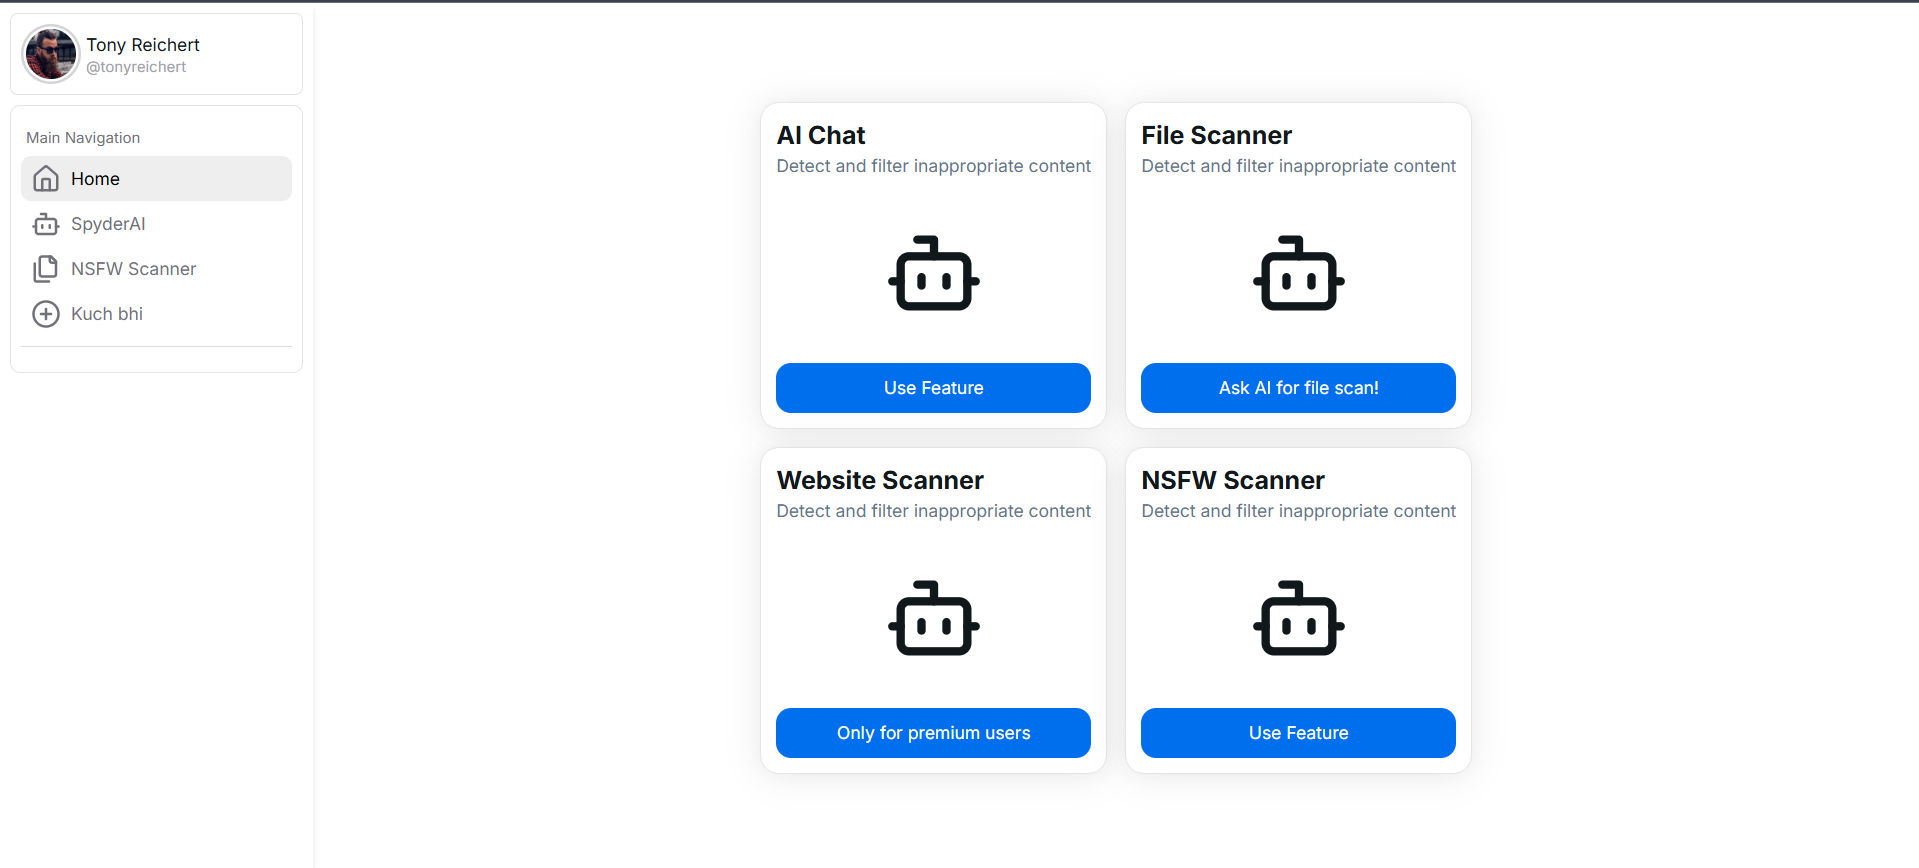 Tony Reichert
@tonyreichert
Main Navigation
Home
SpyderAI
NSFW Scanner
Kuch bhi
AI Chat
Detect and filter inappropriate content
Use Feature
File Scanner
Detect and filter inappropriate content
Ask AI for file scan!
Website Scanner
Detect and filter inappropriate content
Only for premium users
NSFW Scanner
Detect and filter inappropriate content
Use Feature